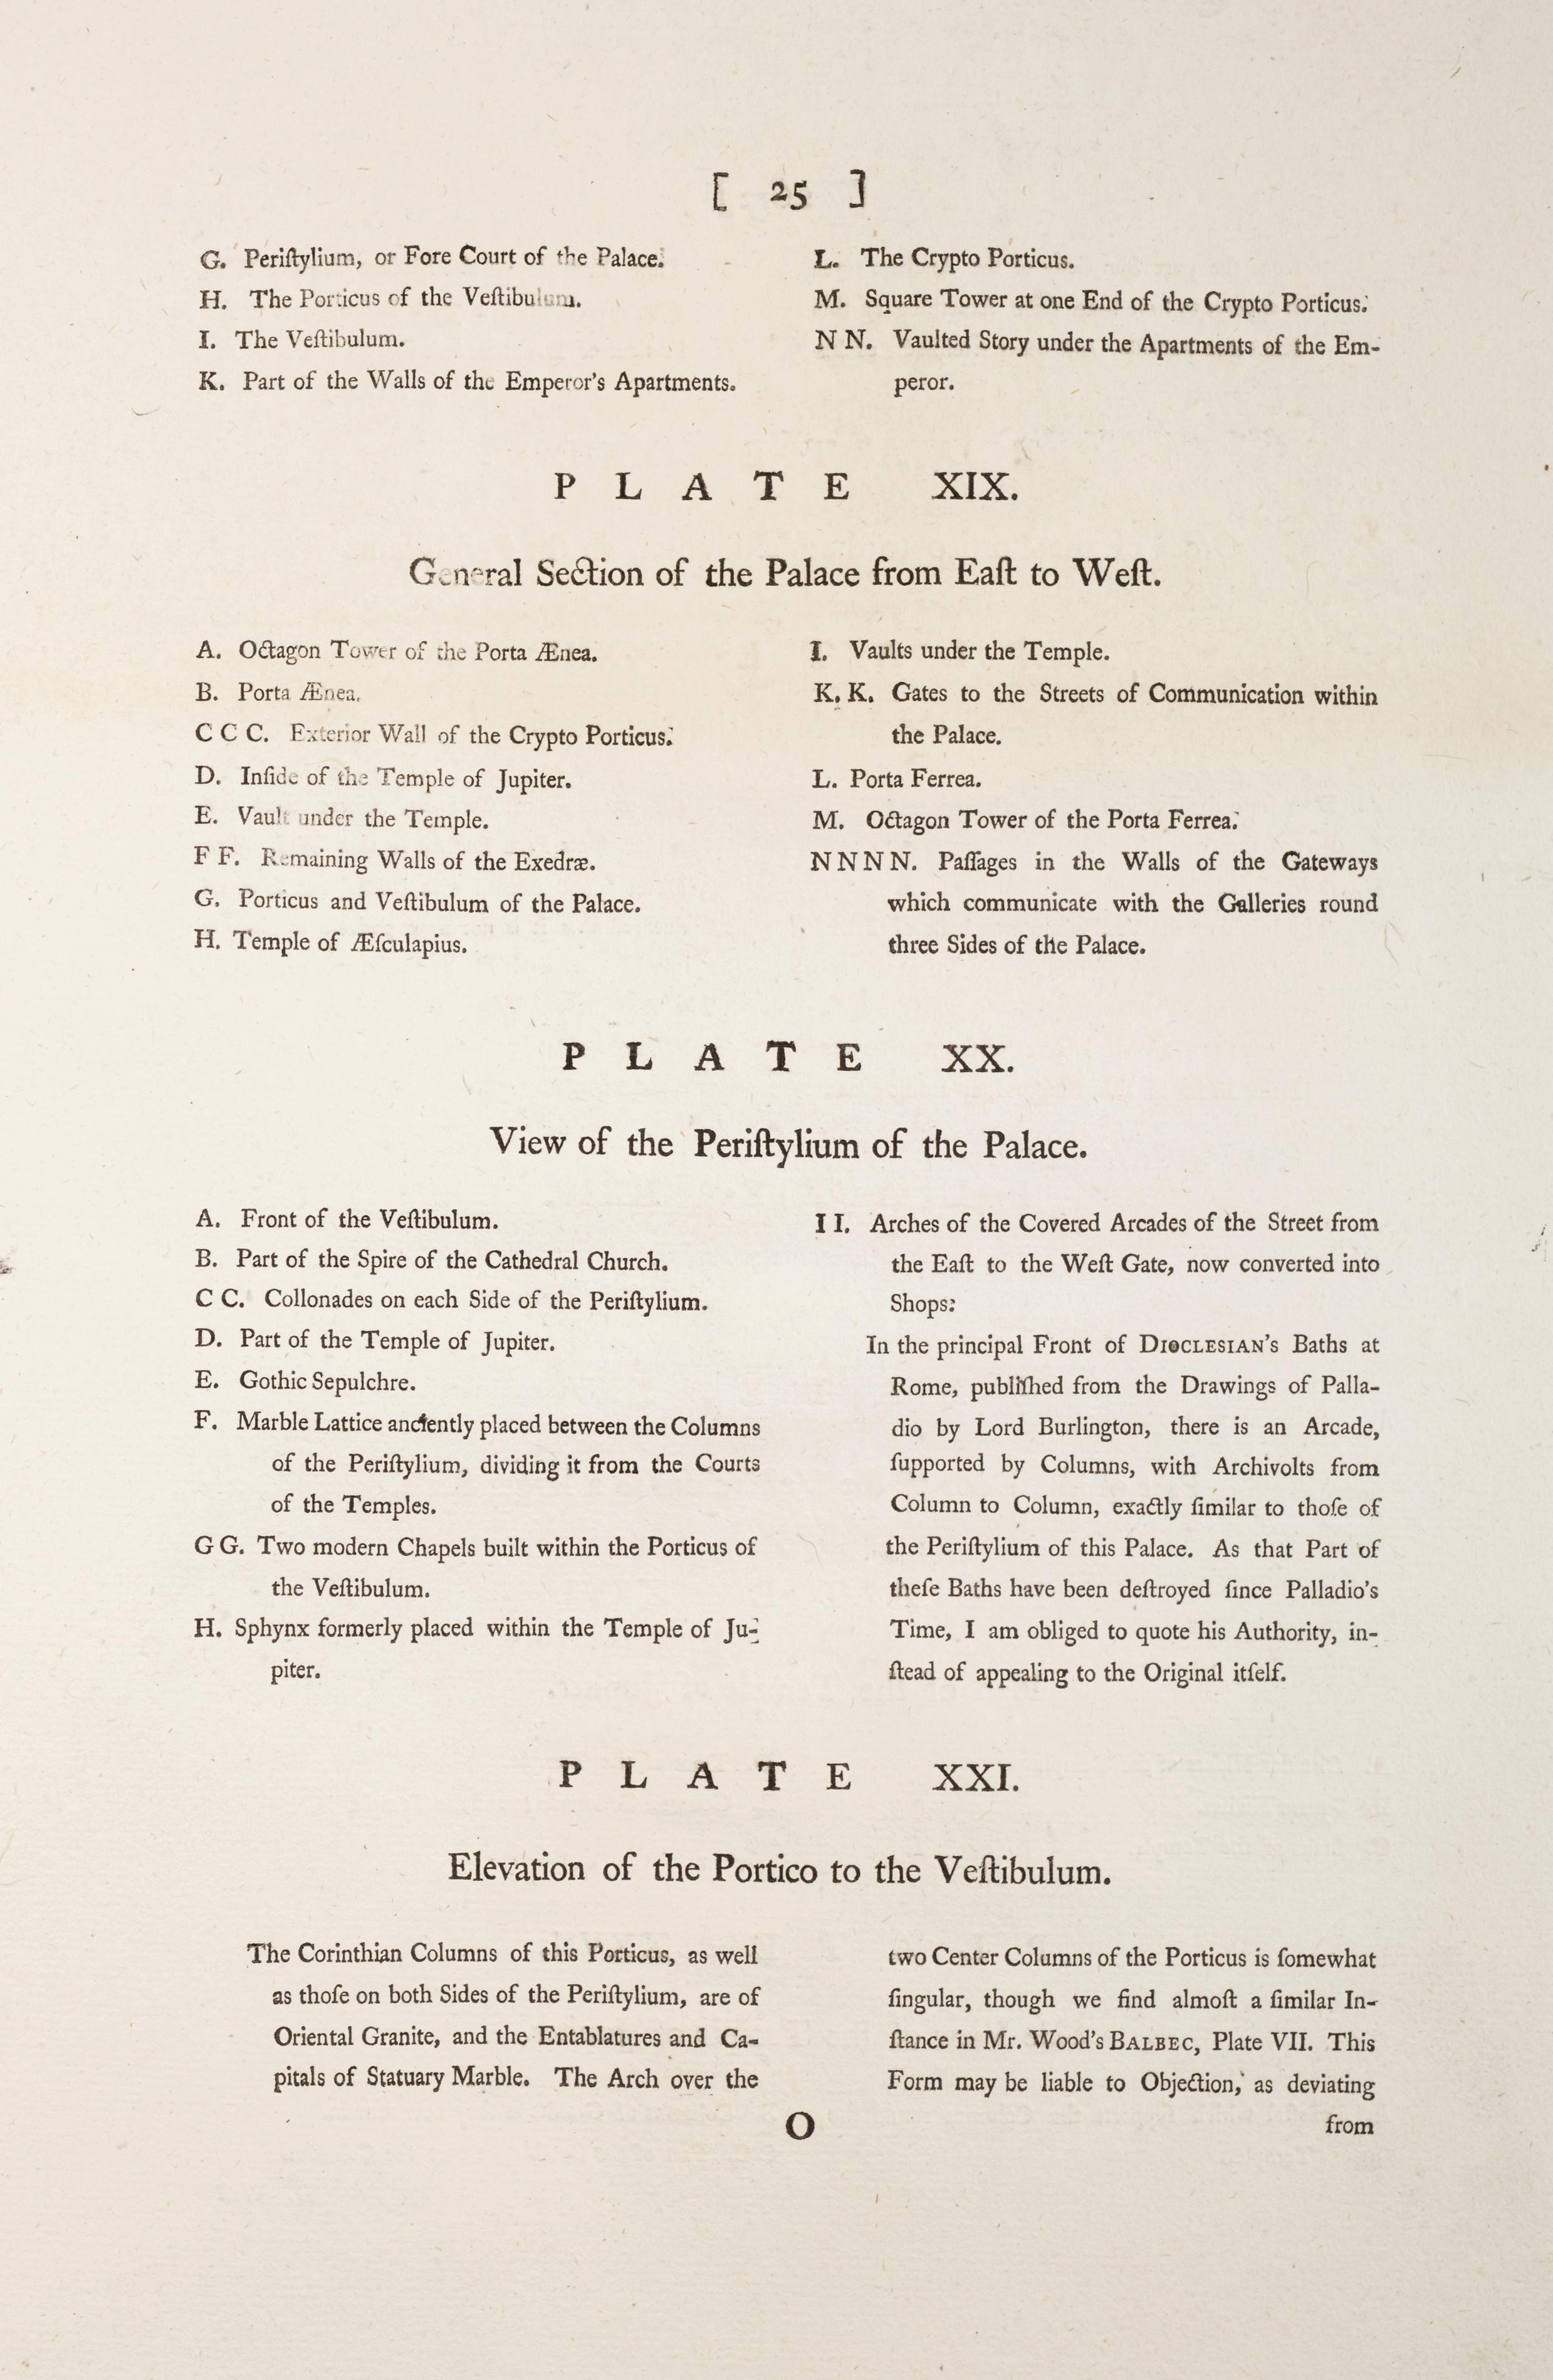 [ 25 ]
G. Periſtylium, or Fore Court of the Palace.
H. The Porticus of the Veſtibulum.
I. The Veſtibulum.
K. Part of the Walls of the Emperor's Apartments.
L. The Crypto Porticus.
M. Square Tower at one End of the Crypto Porticus.
N N. Vaulted Story under the Apartments of the Em-
peror.
PLATE XIX.
General Section of the Palace from Eaſt to Weſt.
A. Octagon Tower of the Porta Ænea.
B. Porta Ænea.
C C C. Exterior Wall of the Crypto Porticus.
D. Inſide of the Temple of Jupiter.
E. Vault under the Temple.
F F. Remaining Walls of the Exedræ.
G. Porticus and Veſtibulum of the Palace.
H. Temple of Æſculapius.
I. Vaults under the Temple.
K. K. Gates to the Streets of Communication within
the Palace.
L. Porta Ferrea.
M. Octagon Tower of the Porta Ferrea.
N N N N. Paſſages in the Walls of the Gateways
which communicate with the Galleries round
three Sides of the Palace.
PLATE XX.
View of the Periſtylium of the Palace.
A. Front of the Veſtibulum.
B. Part of the Spire of the Cathedral Church.
C C. Collonades on each Side of the Periſtylium.
D. Part of the Temple of Jupiter.
E. Gothic Sepulchre.
F. Marble Lattice anciently placed between the Columns
of the Periſtylium, dividing it from the Courts
of the Temples.
G G. Two modern Chapels built within the Porticus of
the Veſtibulum.
H. Sphynx formerly placed within the Temple of Ju-
piter.
I I. Arches of the Covered Arcades of the Street from
the Eaſt to the Weſt Gate, now converted into
Shops.
In the principal Front of DIOCLESIAN's Baths at
Rome, publiſhed from the Drawings of Palla-
dio by Lord Burlington, there is an Arcade,
ſupported by Columns, with Archivolts from
Column to Column, exactly ſimilar to thoſe of
the Periſtylium of this Palace. As that Part of
theſe Baths have been deſtroyed ſince Palladio's
Time, I am obliged to quote his Authority, in-
ſtead of appealing to the Original itſelf.
PLATE XXI.
Elevation of the Portico to the Veſtibulum.
The Corinthian Columns of this Porticus, as well
as thoſe on both Sides of the Periſtylium, are of
Oriental Granite, and the Entablatures and Ca-
pitals of Statuary Marble. The Arch over the
two Center Columns of the Porticus is ſomewhat
ſingular, though we find almoſt a ſimilar In-
ſtance in Mr. Wood's BALBEC, Plate VII. This
Form may be liable to Objection, as deviating
O
from